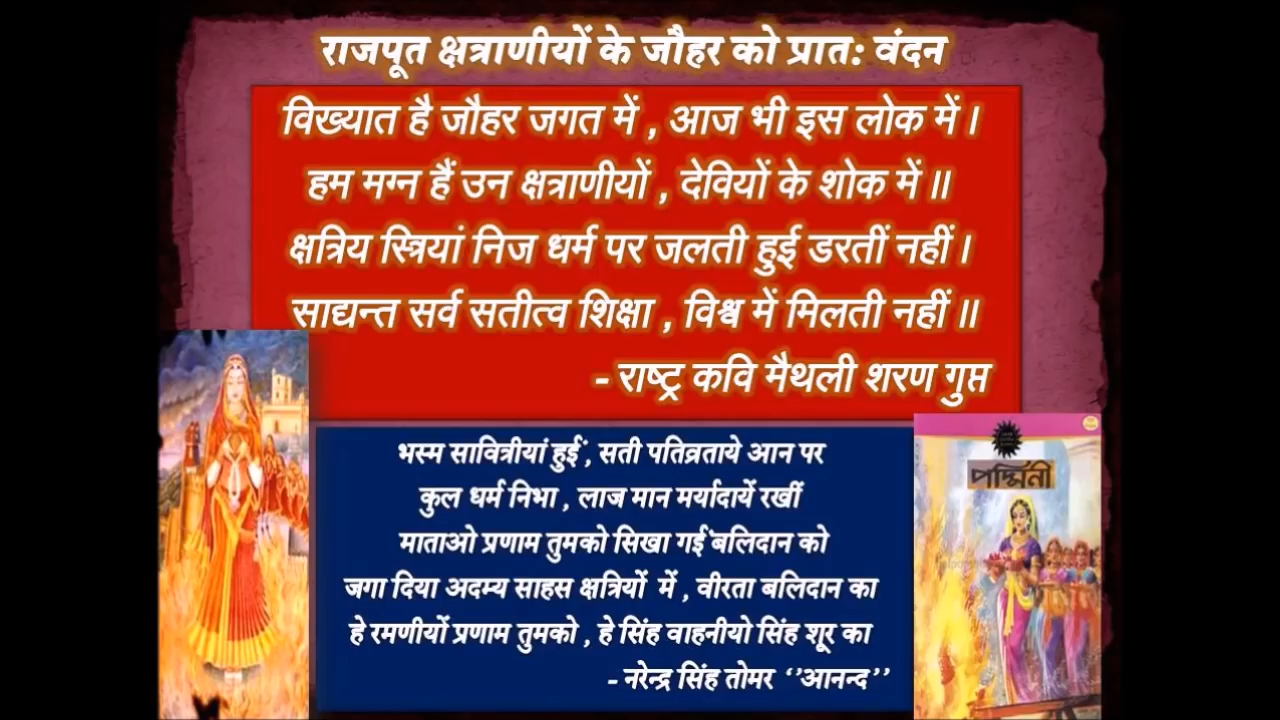 राजपूत क्षत्राणीयों के जौहर को प्रात: वंदन
विख्यात है जौहर जगत में , आज भी इस लोक में ।
हम मग्न हैं उन क्षत्राणीयों , देवियों के शोक में ॥
क्षत्रिय स्त्रियां निज धर्म पर जलती हुई डरतीं नहीं ।
साद्यन्त सर्व सतीत्व शिक्षा , विश्व में मिलती नहीं ॥
- राष्ट्र कवि मैथली शरण गुप्त
भस्म सावित्रीयां हुईं , सती पतिव्रताये आन पर
कुल धर्म निभा , लाज मान मर्यादायें रखीं
माताओ प्रणाम तुमको सिखा गईं बलिदान को
जगा दिया अदम्य साहस क्षत्रियों में , वीरता बलिदान का
हे रमणीयों प्रणाम तुमको , हे सिंह वाहनीयो सिंह शूर का
- नरेन्द्र सिंह तोमर ‘’आनन्द’’
पद्मिनी